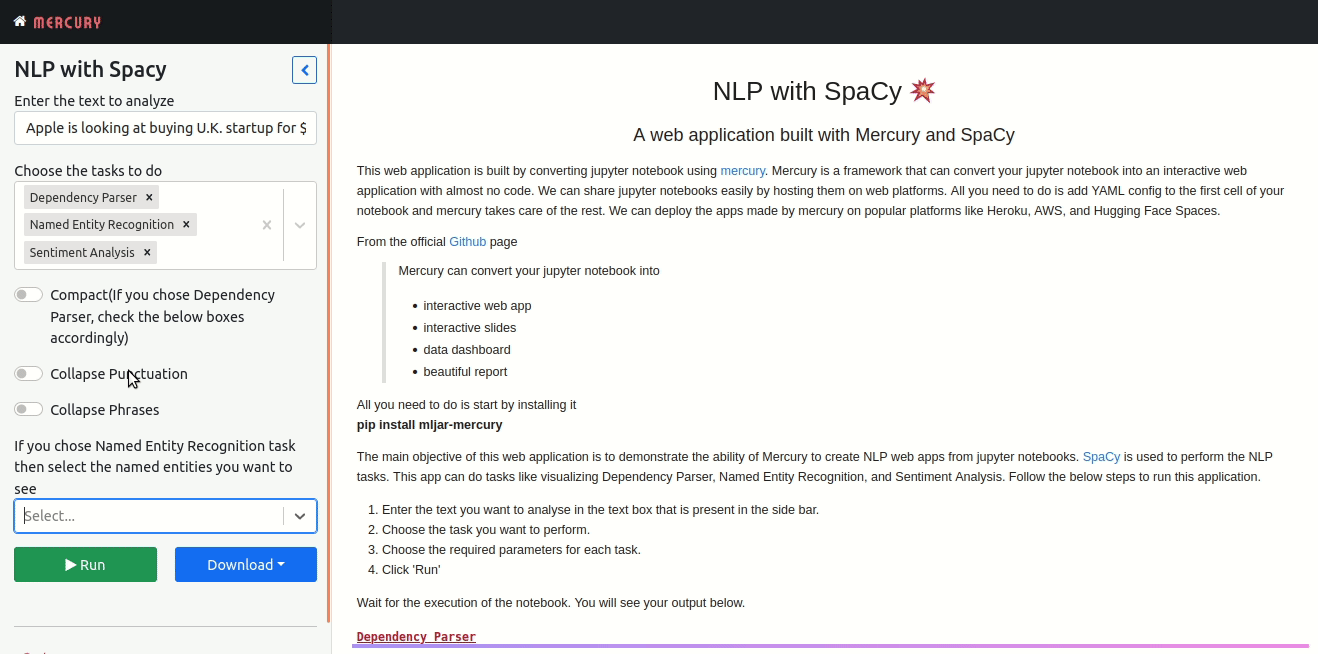 MERCURY
NLP with Spacy
Enter the text to analyze
Apple is looking at buying U.K. startup for $
Choose the tasks to do
Dependency Parser ×
Named Entity Recognition ×
Sentiment Analysis ×
Compact(If you chose Dependency
Parser, check the below boxes
accordingly)
Collapse Punctuation
Collapse Phrases
If you chose Named Entity Recognition task
then select the named entities you want to
see
Select...
Run
Download
NLP with SpaCy
A web application built with Mercury and SpaCy
This web application is built by converting jupyter notebook using mercury. Mercury is a framework that can convert your jupyter notebook into an interactive web
application with almost no code. We can share jupyter notebooks easily by hosting them on web platforms. All you need to do is add YAML config to the first cell of your
notebook and mercury takes care of the rest. We can deploy the apps made by mercury on popular platforms like Heroku, AWS, and Hugging Face Spaces.
From the official Github page
Mercury can convert your jupyter notebook into
• interactive web app
• interactive slides
• data dashboard
• beautiful report
All you need to do is start by installing it
pip install mljar-mercury
The main objective of this web application is to demonstrate the ability of Mercury to create NLP web apps from jupyter notebooks. SpaCy is used to perform the NLP
tasks. This app can do tasks like visualizing Dependency Parser, Named Entity Recognition, and Sentiment Analysis. Follow the below steps to run this application.
1. Enter the text you want to analyse in the text box that is present in the side bar.
2. Choose the task you want to perform.
3. Choose the required parameters for each task.
4. Click 'Run'
Wait for the execution of the notebook. You will see your output below.
Dependency Parser